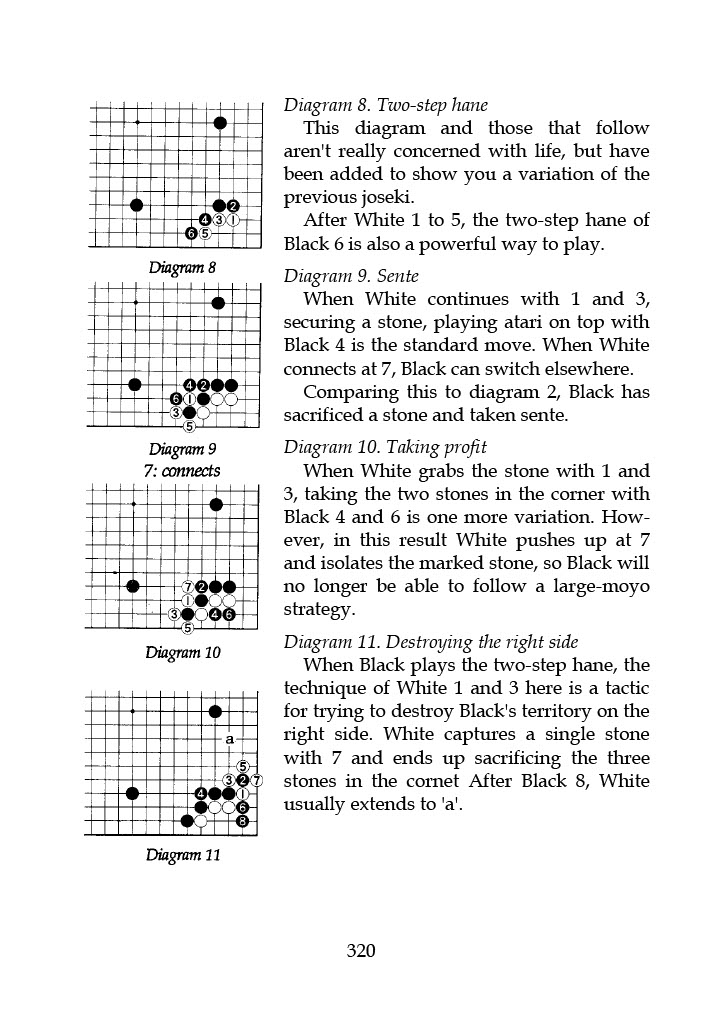 Diagram 8. Two-step hane
This diagram and those that follow
aren't really concerned with life, but have
been added to show you a variation of the
previous joseki.
After White 1 to 5, the two-step hane of
Black 6 is also a powerful way to play.
2
4 3 1
6 5
Diagram 8
Diagram 9. Sente
When White continues with 1 and 3,
securing a stone, playing atari on top with
Black 4 is the standard move. When White
connects at 7, Black can switch elsewhere.
Comparing this to diagram 2, Black has
sacrificed a stone and taken sente.
4 2
6 1
3
5
Diagram 9
7: connects
Diagram 10. Taking profit
When White grabs the stone with 1 and
3, taking the two stones in the corner with
Black 4 and 6 is one more variation. How-
ever, in this result White pushes up at 7
and isolates the marked stone, so Black will
no longer be able to follow a large-moyo
strategy.
7 2
1
3 4 6
5
Diagram 10
Diagram 11. Destroying the right side
When Black plays the two-step hane, the
technique of White 1 and 3 here is a tactic
for trying to destroy Black's territory on the
right side. White captures a single stone
with 7 and ends up sacrificing the three
stones in the cornet After Black 8, White
usually extends to 'a'.
a
5
3 2 7
4 1
6
8
Diagram 11
320